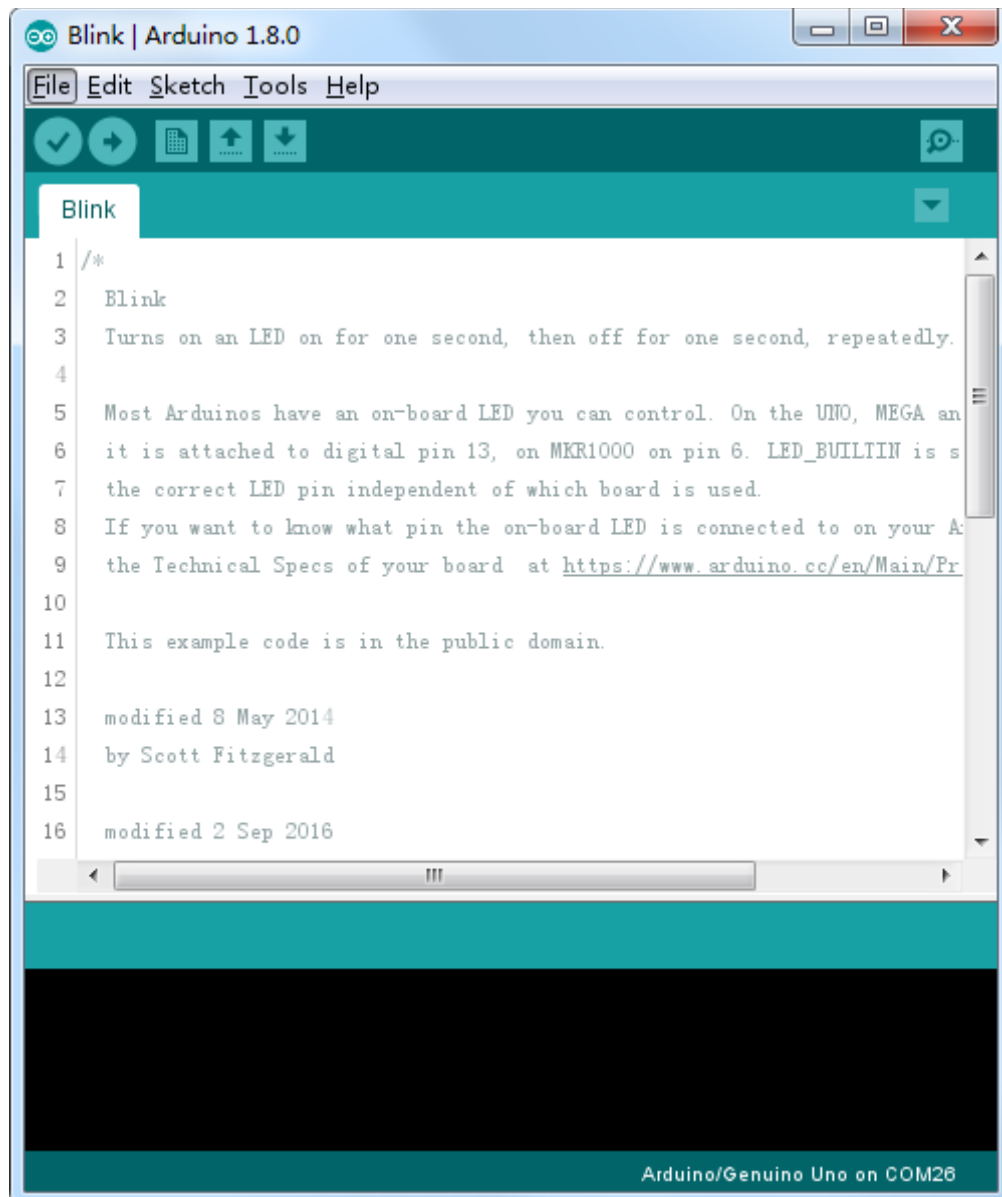 Blink | Arduino 1.8.0
File Edit Sketch Tools Help
Blink
1 /*
2 Blink
3 Turns on an LED on for one second, then off for one second, repeatedly.
4
5 Most Arduinos have an on-board LED you can control. On the UNO, MEGA an
6 it is attached to digital pin 13, on MKR1000 on pin 6. LED_BUILTIN is s
7 the correct LED pin independent of which board is used.
8 If you want to know what pin the on-board LED is connected to on your A
9 the Technical Specs of your board at https://www.arduino.cc/en/Main/Pr
10
11 This example code is in the public domain.
12
13 modified 8 May 2014
14 by Scott Fitzgerald
15
16 modified 2 Sep 2016
Arduino/Genuino Uno on COM26